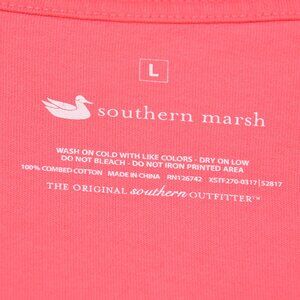 L
southern marsh
WASH ON COLD WITH LIKE COLORS - DRY ON LOW
DO NOT BLEACH - DO NOT IRON PRINTED AREA
100% COMBED COTTON MADE IN CHINA RN126742 XSTF-270-0317 | 52817
THE ORIGINAL southern OUTFITTER™